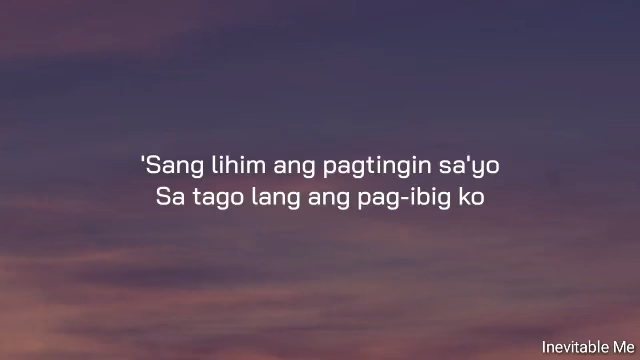 'Sang lihim ang pagtingin sa'yo
Sa tago lang ang pag-ibig ko
Inevitable Me